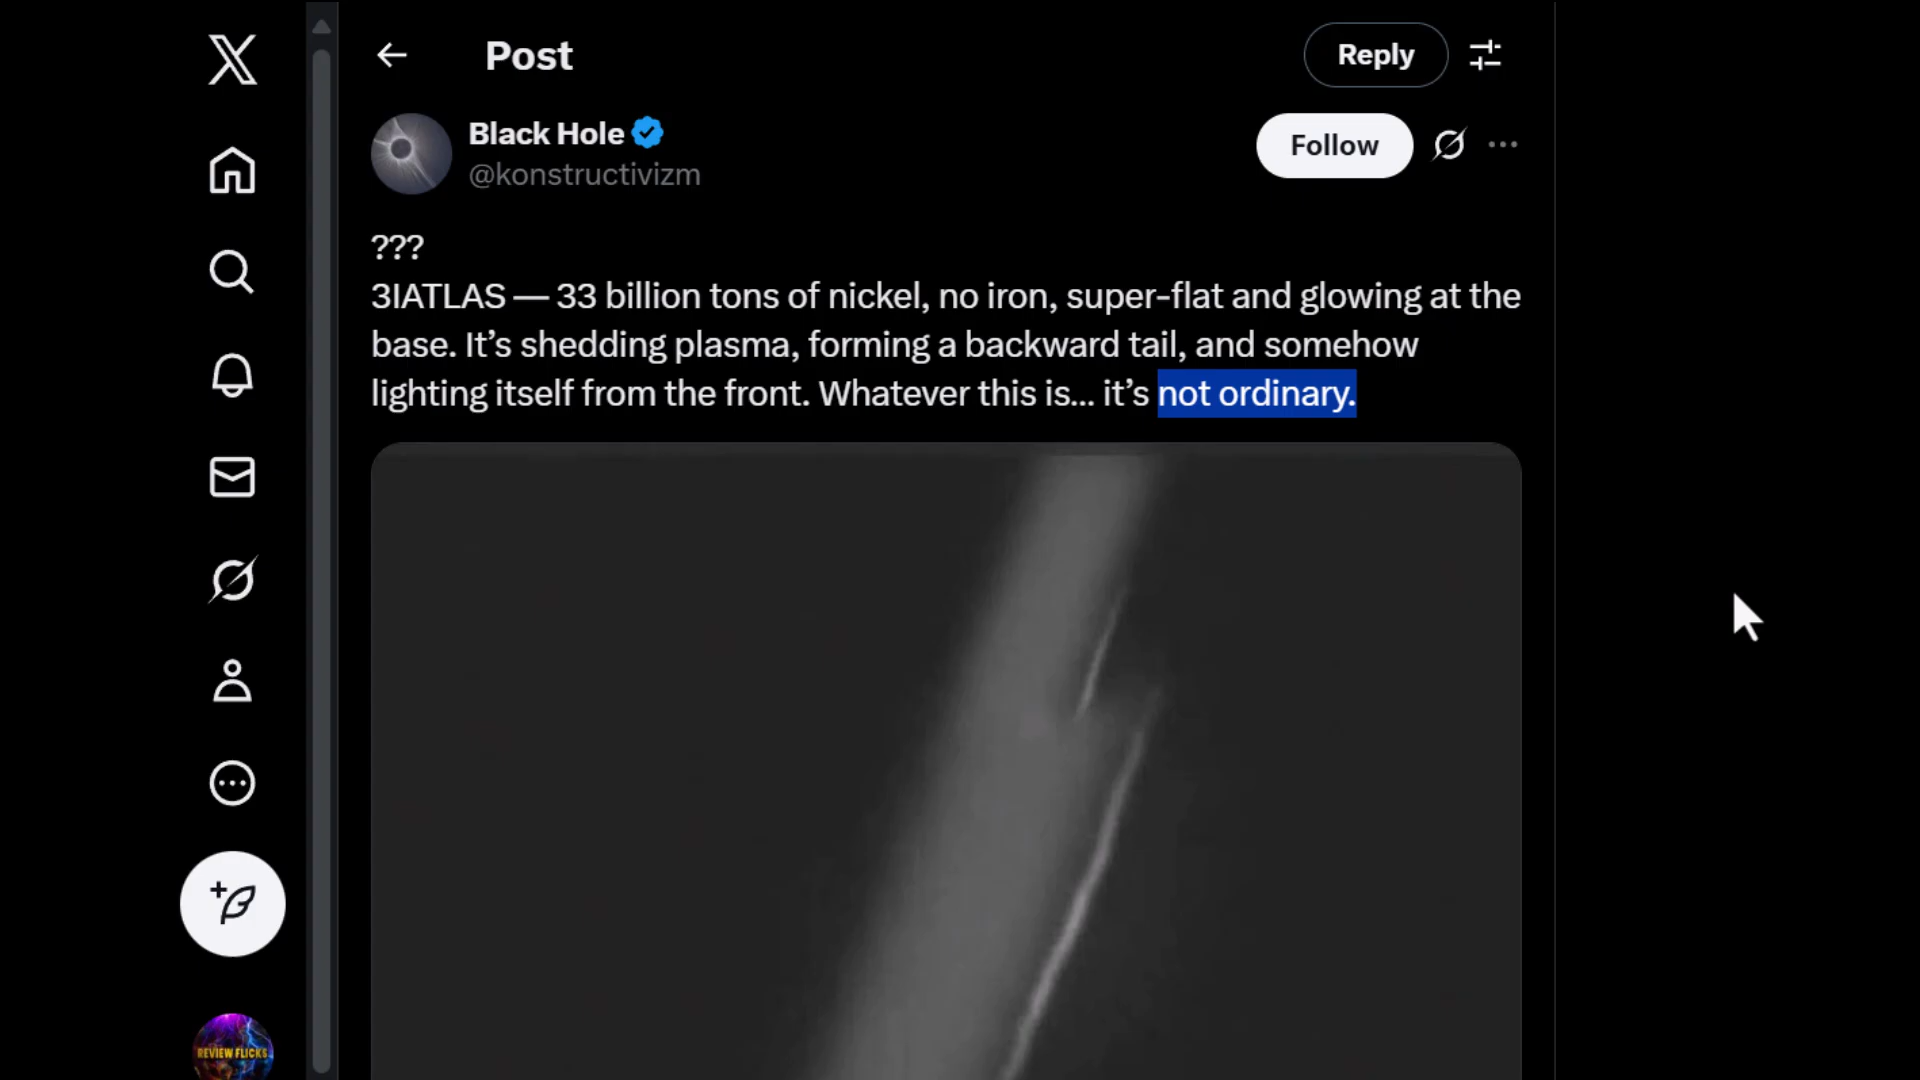 Post
Reply
Black Hole
@konstructivizm
Follow
???
3IATLAS — 33 billion tons of nickel, no iron, super-flat and glowing at the
base. It’s shedding plasma, forming a backward tail, and somehow
lighting itself from the front. Whatever this is... it’s not ordinary.
REVIEW FLICKS